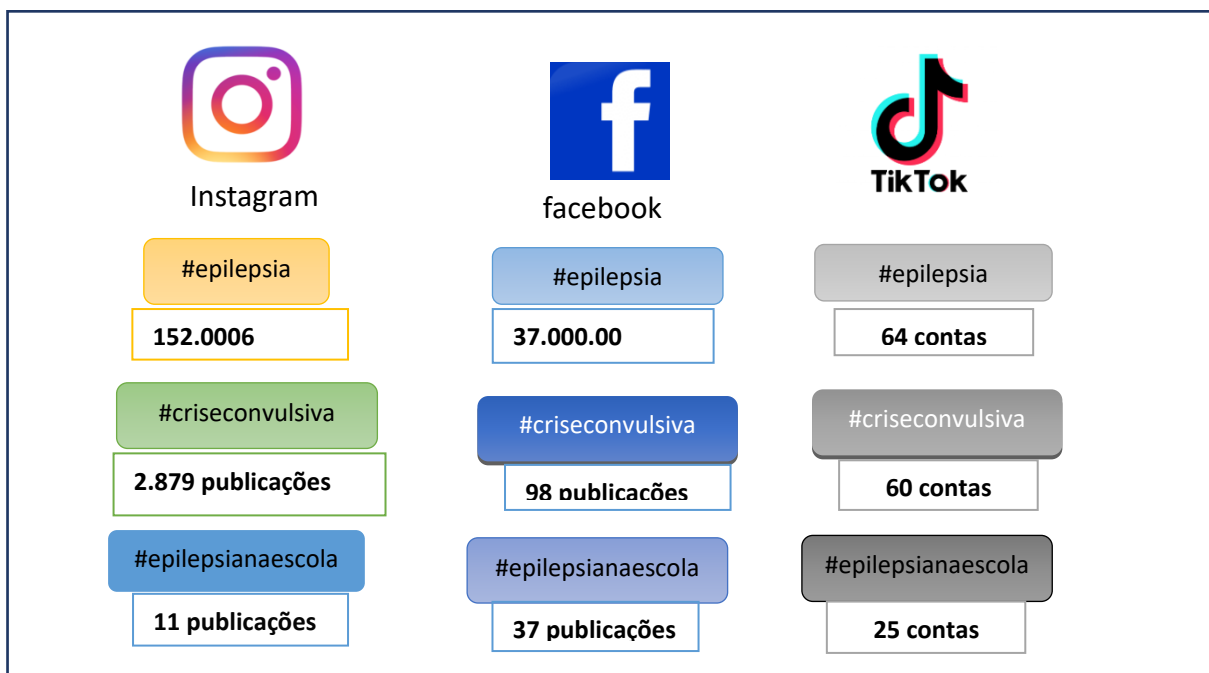 TikTok
Instagram
facebook
#epilepsia
#epilepsia
#epilepsia
152.0006
37.000.00
64 contas
#criseconvulsiva
#criseconvulsiva
#criseconvulsiva
2.879 publicações
98 publicações
60 contas
#epilepsianaescola
#epilepsianaescola
#epilepsianaescola
11 publicações
37 publicações
25 contas